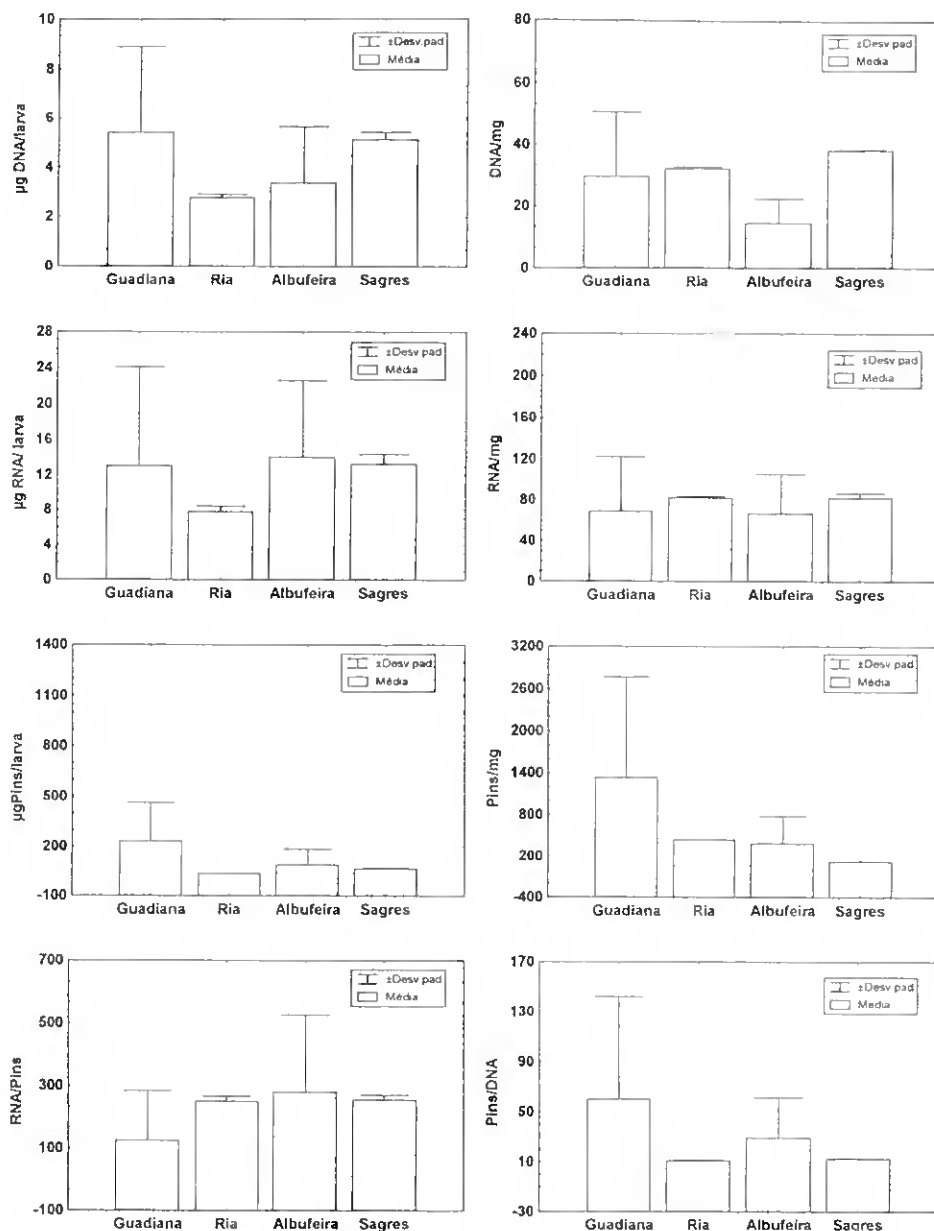 µg DNA/larva
10
8
6
4
2
0
±Desv.pad
Média
Guadiana Ria Albufeira Sagres
DNA/mg
80
60
40
20
0
±Desv pad
Média
Guadiana Ria Albufeira Sagres
µg RNA/ larva
28
24
20
16
12
8
4
0
±Desv pad
Média
Guadiana Ria Albufeira Sagres
RNA/mg
240
200
160
120
80
40
0
±Desv pad
Media
Guadiana Ria Albufeira Sagres
µgPins/larva
1400
1100
800
500
200
-100
±Desv pad
Média
Guadiana Ria Albufeira Sagres
Pins/mg
3200
2600
2000
1400
800
200
-400
±Desv pad
Média
Guadiana Ria Albufeira Sagres
RNA/Pins
700
500
300
100
-100
±Desv pad
Média
Guadiana Ria Albufeira Sagres
Pins/DNA
170
130
90
50
10
-30
±Desv pad
Média
Guadiana Ria Albufeira Sagres